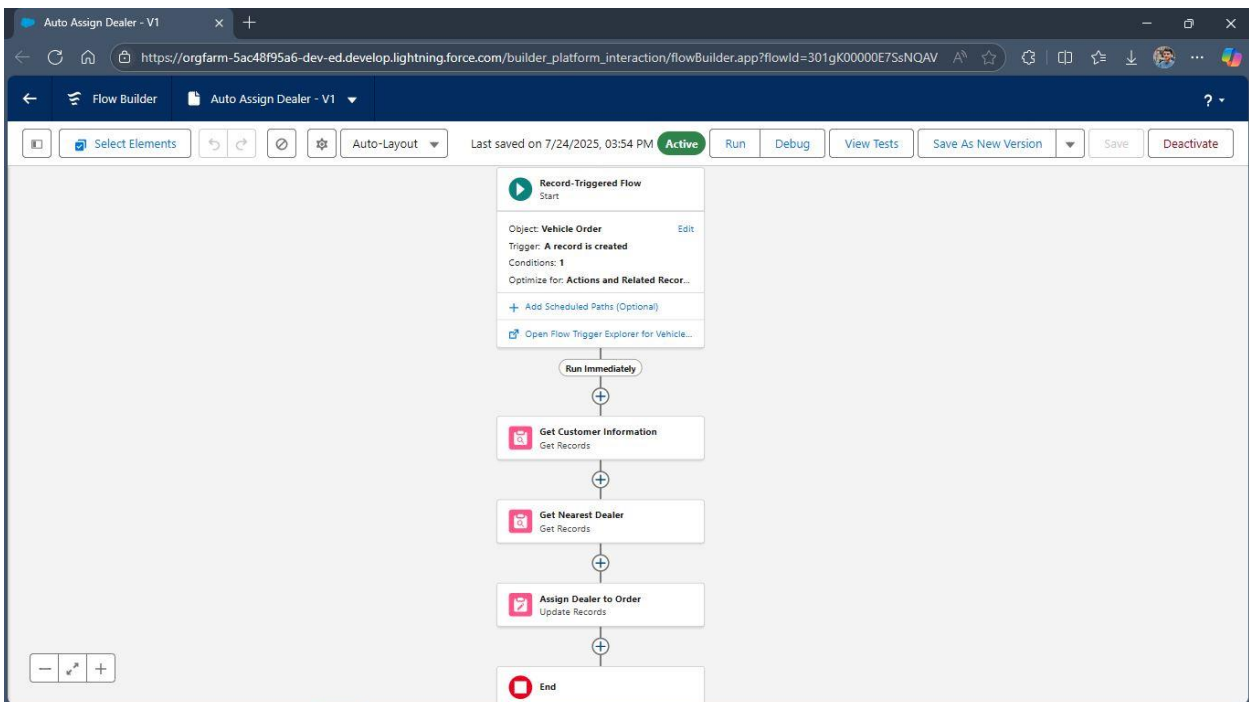 Auto Assign Dealer - V1
https://orgfarm-5ac48f95a6-dev-ed.develop.lightning.force.com/builder_platform_interaction/flowBuilder.app?flowId=301gK00000E7SsNQAV
Flow Builder Auto Assign Dealer - V1 ?
Select Elements Auto-Layout Last saved on 7/24/2025, 03:54 PM Active Run Debug View Tests Save As New Version Save Deactivate
Record-Triggered Flow
Start
Object: Vehicle Order Edit
Trigger: A record is created
Conditions: 1
Optimize for: Actions and Related Recor...
Add Scheduled Paths (Optional)
Open Flow Trigger Explorer for Vehicle...
Run Immediately
Get Customer Information
Get Records
Get Nearest Dealer
Get Records
Assign Dealer to Order
Update Records
End